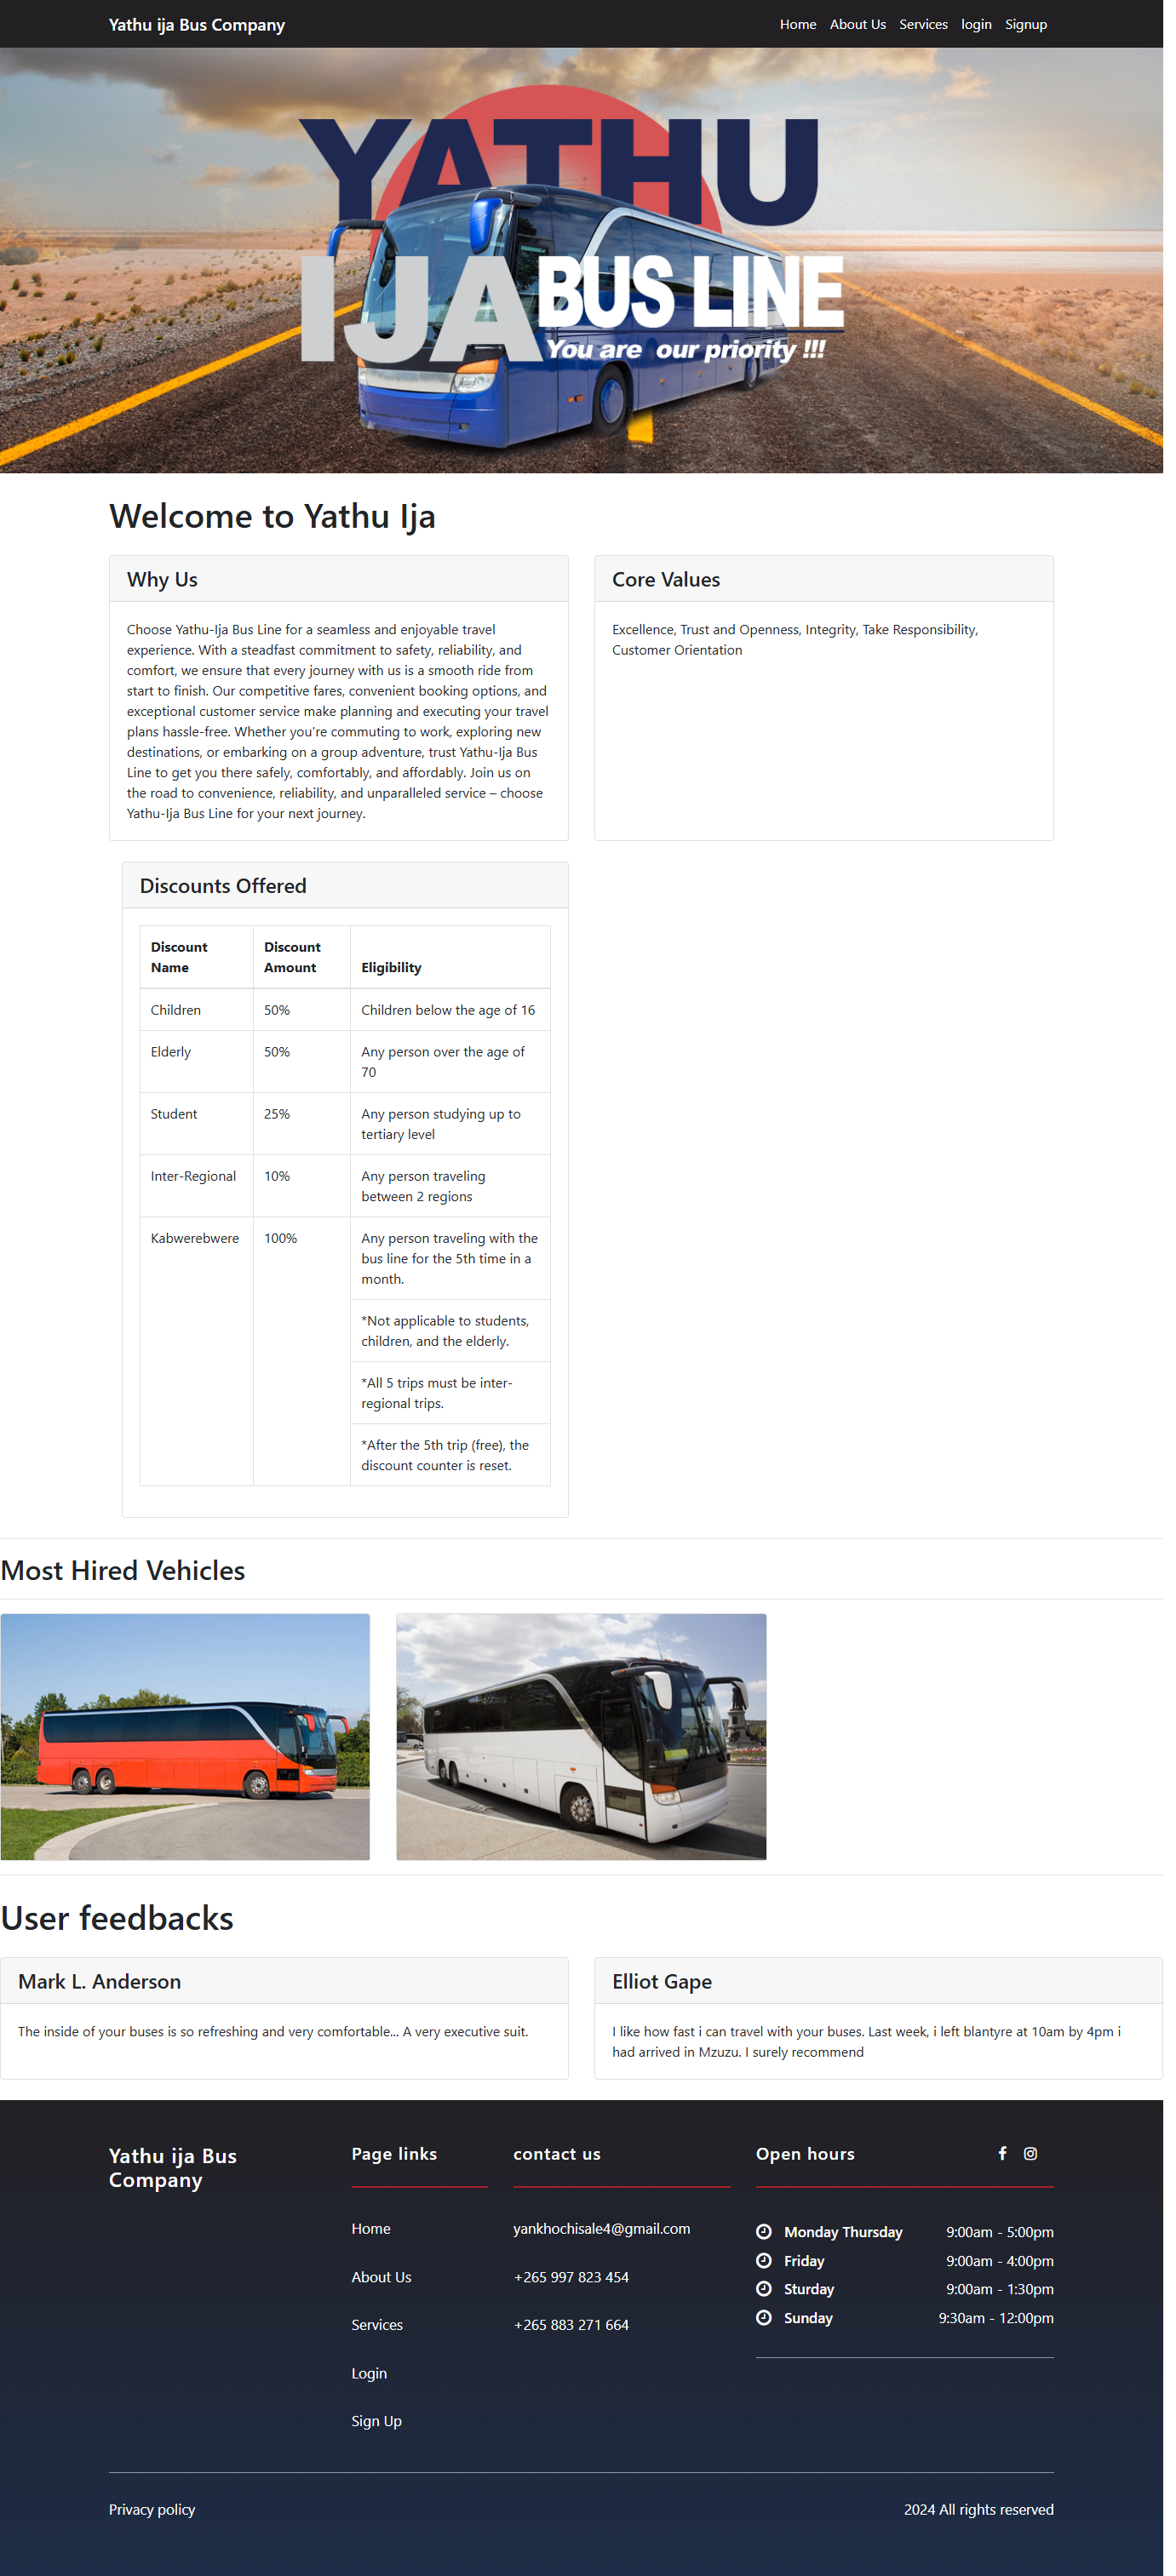 Yathu ija Bus Company
Home About Us Services login Signup
YATHU
IJA BUS LINE
You are our priority !!!
Welcome to Yathu Ija
Why Us
Choose Yathu-Ija Bus Line for a seamless and enjoyable travel
experience. With a steadfast commitment to safety, reliability, and
comfort, we ensure that every journey with us is a smooth ride from
start to finish. Our competitive fares, convenient booking options, and
exceptional customer service make planning and executing your travel
plans hassle-free. Whether you're commuting to work, exploring new
destinations, or embarking on a group adventure, trust Yathu-Ija Bus
Line to get you there safely, comfortably, and affordably. Join us on
the road to convenience, reliability, and unparalleled service – choose
Yathu-Ija Bus Line for your next journey.
Core Values
Excellence, Trust and Openness, Integrity, Take Responsibility,
Customer Orientation
Discounts Offered
Discount
Name
Discount
Amount
Eligibility
Children 50% Children below the age of 16
Elderly 50% Any person over the age of
70
Student 25% Any person studying up to
tertiary level
Inter-Regional 10% Any person traveling
between 2 regions
Kabwerebwere 100% Any person traveling with the
bus line for the 5th time in a
month.
*Not applicable to students,
children, and the elderly.
*All 5 trips must be inter-
regional trips.
*After the 5th trip (free), the
discount counter is reset.
Most Hired Vehicles
User feedbacks
Mark L. Anderson
The inside of your buses is so refreshing and very comfortable... A very executive suit.
Elliot Gape
I like how fast i can travel with your buses. Last week, i left blantyre at 10am by 4pm i
had arrived in Mzuzu. I surely recommend
Yathu ija Bus
Company
Page links
Home
About Us
Services
Login
Sign Up
contact us
yankhochisale4@gmail.com
+265 997 823 454
+265 883 271 664
Open hours
Monday Thursday 9:00am - 5:00pm
Friday 9:00am - 4:00pm
Sturday 9:00am - 1:30pm
Sunday 9:30am - 12:00pm
Privacy policy
2024 All rights reserved